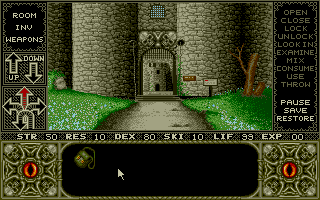 ROOM
INV
WEAPONS
UP
DOWN
OPEN
CLOSE
LOCK
UNLOCK
LOOK IN
EXAMINE
MIX
CONSUME
USE
THROW
PAUSE
SAVE
RESTORE
STR 50 RES 10 DEX 80 SKI 10 LIF 99 EXP 00